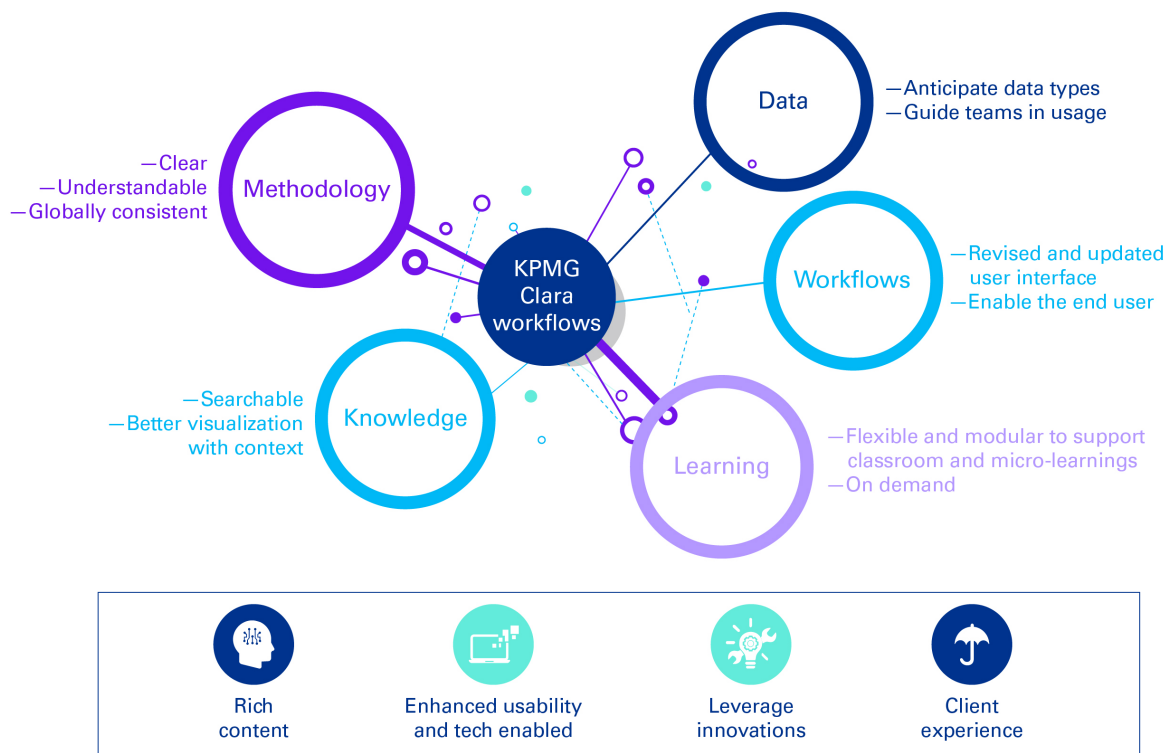 KPMG
Clara
workflows
Methodology
—Clear
—Understandable
—Globally consistent
Data
—Anticipate data types
—Guide teams in usage
Workflows
—Revised and updated
user interface
—Enable the end user
Knowledge
—Searchable
—Better visualization
with context
Learning
—Flexible and modular to support
classroom and micro-learnings
—On demand
Rich
content
Enhanced usability
and tech enabled
Leverage
innovations
Client
experience